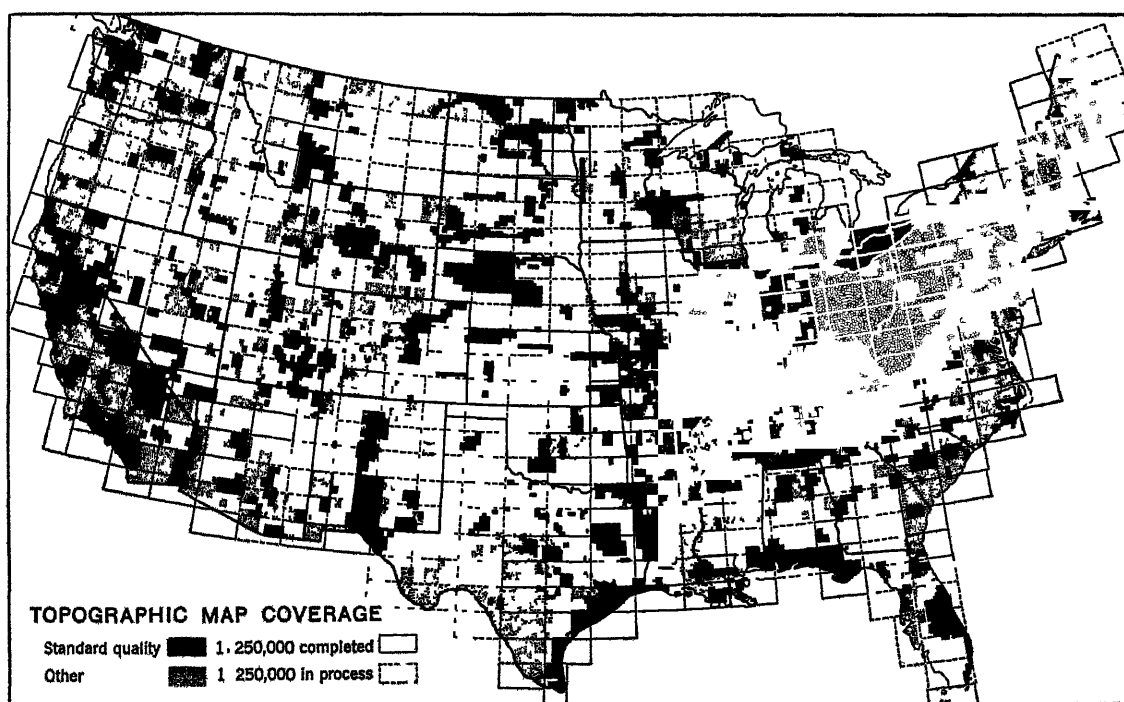 TOPOGRAPHIC MAP COVERAGE
Standard quality 1.250,000 completed
Other 1 250,000 in process